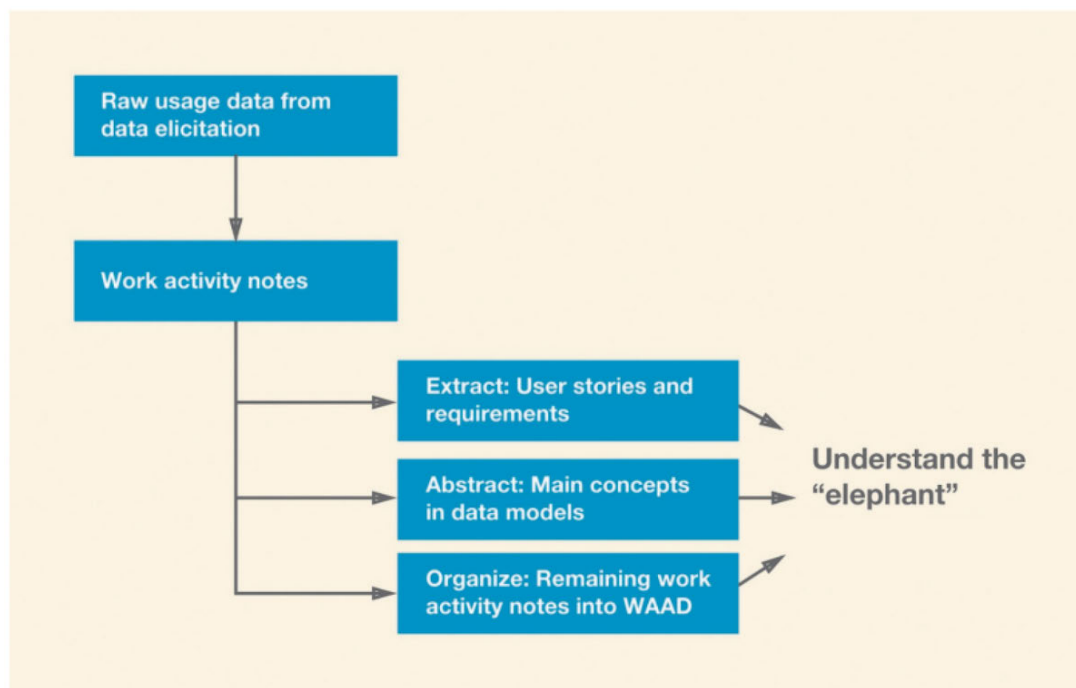 Raw usage data from
data elicitation
Work activity notes
Extract: User stories and
requirements
Abstract: Main concepts
in data models
Organize: Remaining work
activity notes into WAAD
Understand the
“elephant”